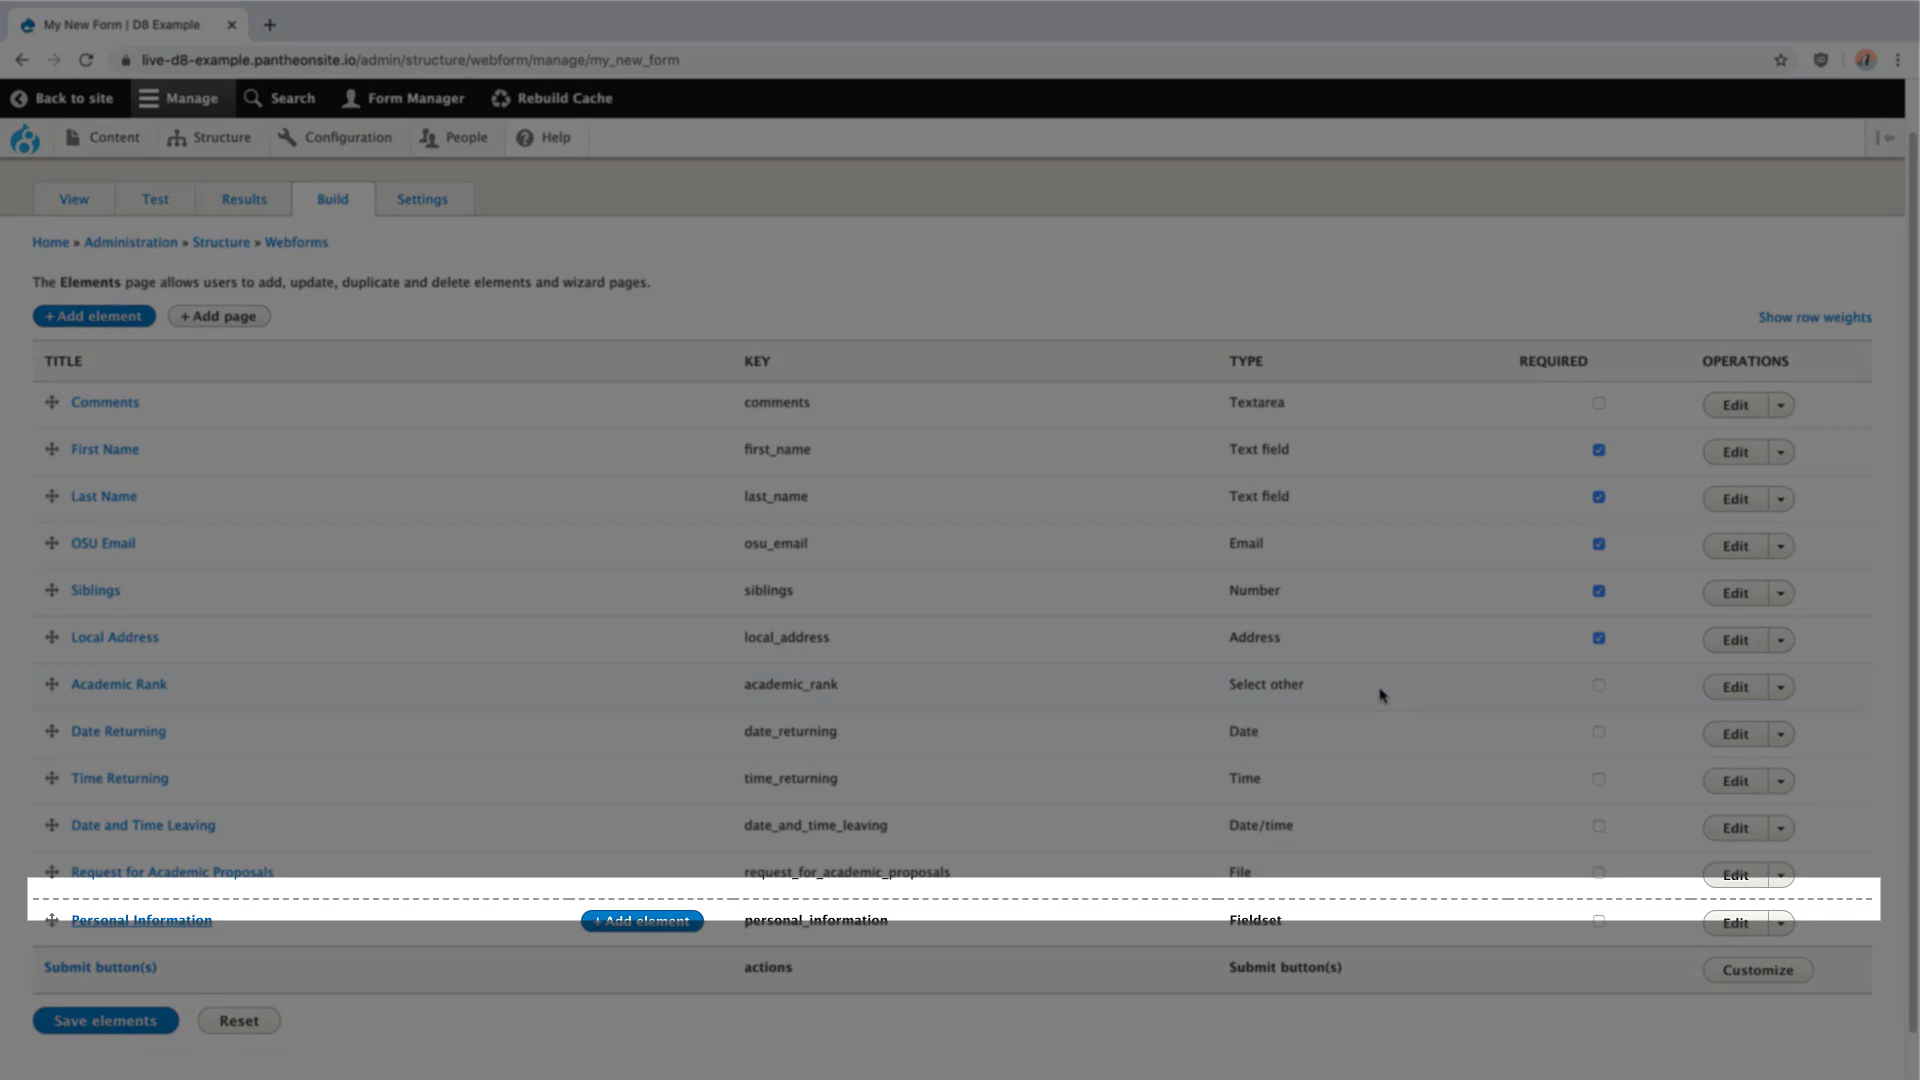 My New Form | D8 Example
live-d8-example.pantheonsite.io/admin/structure/webform/manage/my_new_form
Back to site Manage Search Form Manager Rebuild Cache
Content Structure Configuration People Help
View Test Results Build Settings
Home » Administration » Structure » Webforms
The Elements page allows users to add, update, duplicate and delete elements and wizard pages.
+ Add element + Add page Show row weights
TITLE KEY TYPE REQUIRED OPERATIONS
Comments comments Textarea Edit
First Name first_name Text field Edit
Last Name last_name Text field Edit
OSU Email osu_email Email Edit
Siblings siblings Number Edit
Local Address local_address Address Edit
Academic Rank academic_rank Select other Edit
Date Returning date_returning Date Edit
Time Returning time_returning Time Edit
Date and Time Leaving date_and_time_leaving Date/time Edit
Request for Academic Proposals request_for_academic_proposals File Edit
Personal Information + Add element personal_information Fieldset Edit
Submit button(s) actions Submit button(s) Customize
Save elements Reset